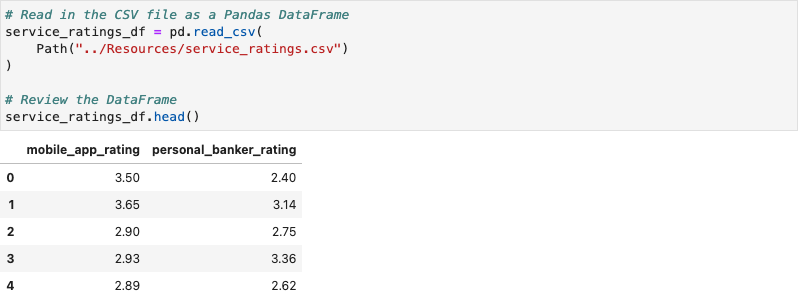 # Read in the CSV file as a Pandas DataFrame
service_ratings_df = pd.read_csv(
    Path("../Resources/service_ratings.csv")
)
# Review the DataFrame
service_ratings_df.head()
mobile_app_rating personal_banker_rating
0 3.50 2.40
1 3.65 3.14
2 2.90 2.75
3 2.93 3.36
4 2.89 2.62